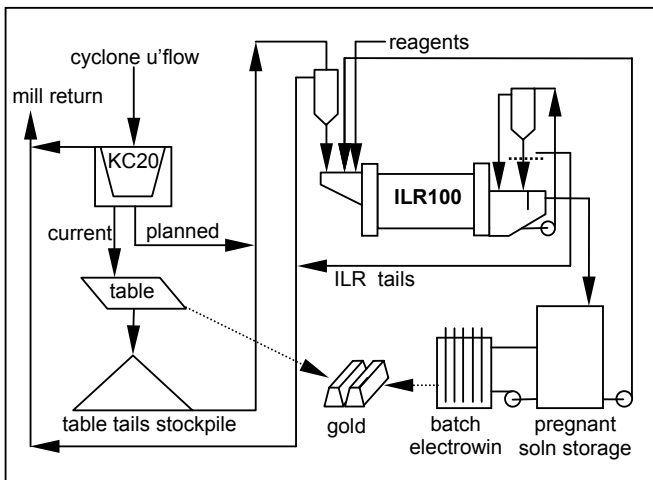 cyclone u'flow
mill return
reagents
KC20
ILR100
current
planned
table
ILR tails
table tails stockpile
gold
batch
electrowin
pregnant
soln storage